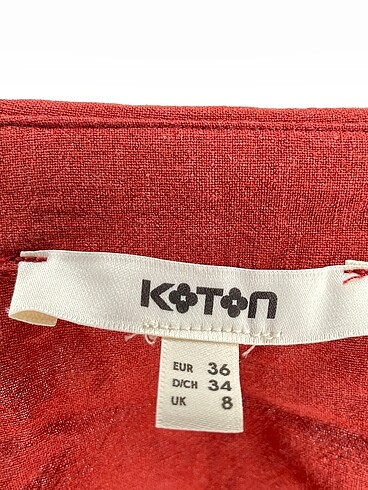 KOTON
EUR 36
D/CH 34
UK 8